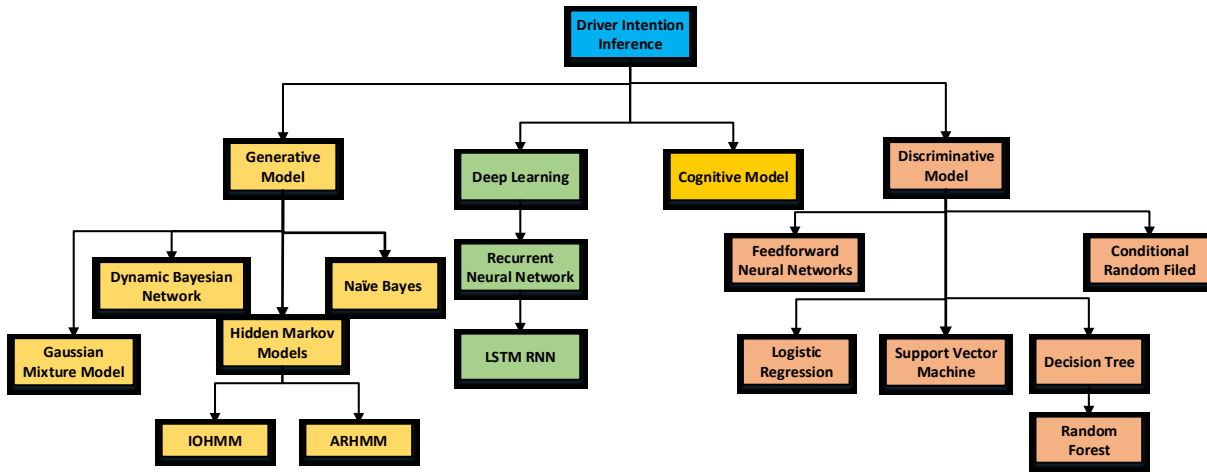 Driver Intention
Inference
Generative
Model
Deep Learning
Cognitive Model
Discriminative
Model
Dynamic Bayesian
Network
Naïve Bayes
Recurrent
Neural Network
Feedforward
Neural Networks
Conditional
Random Filed
Gaussian
Mixture Model
Hidden Markov
Models
LSTM RNN
Logistic
Regression
Support Vector
Machine
Decision Tree
IOHMM
ARHMM
Random
Forest